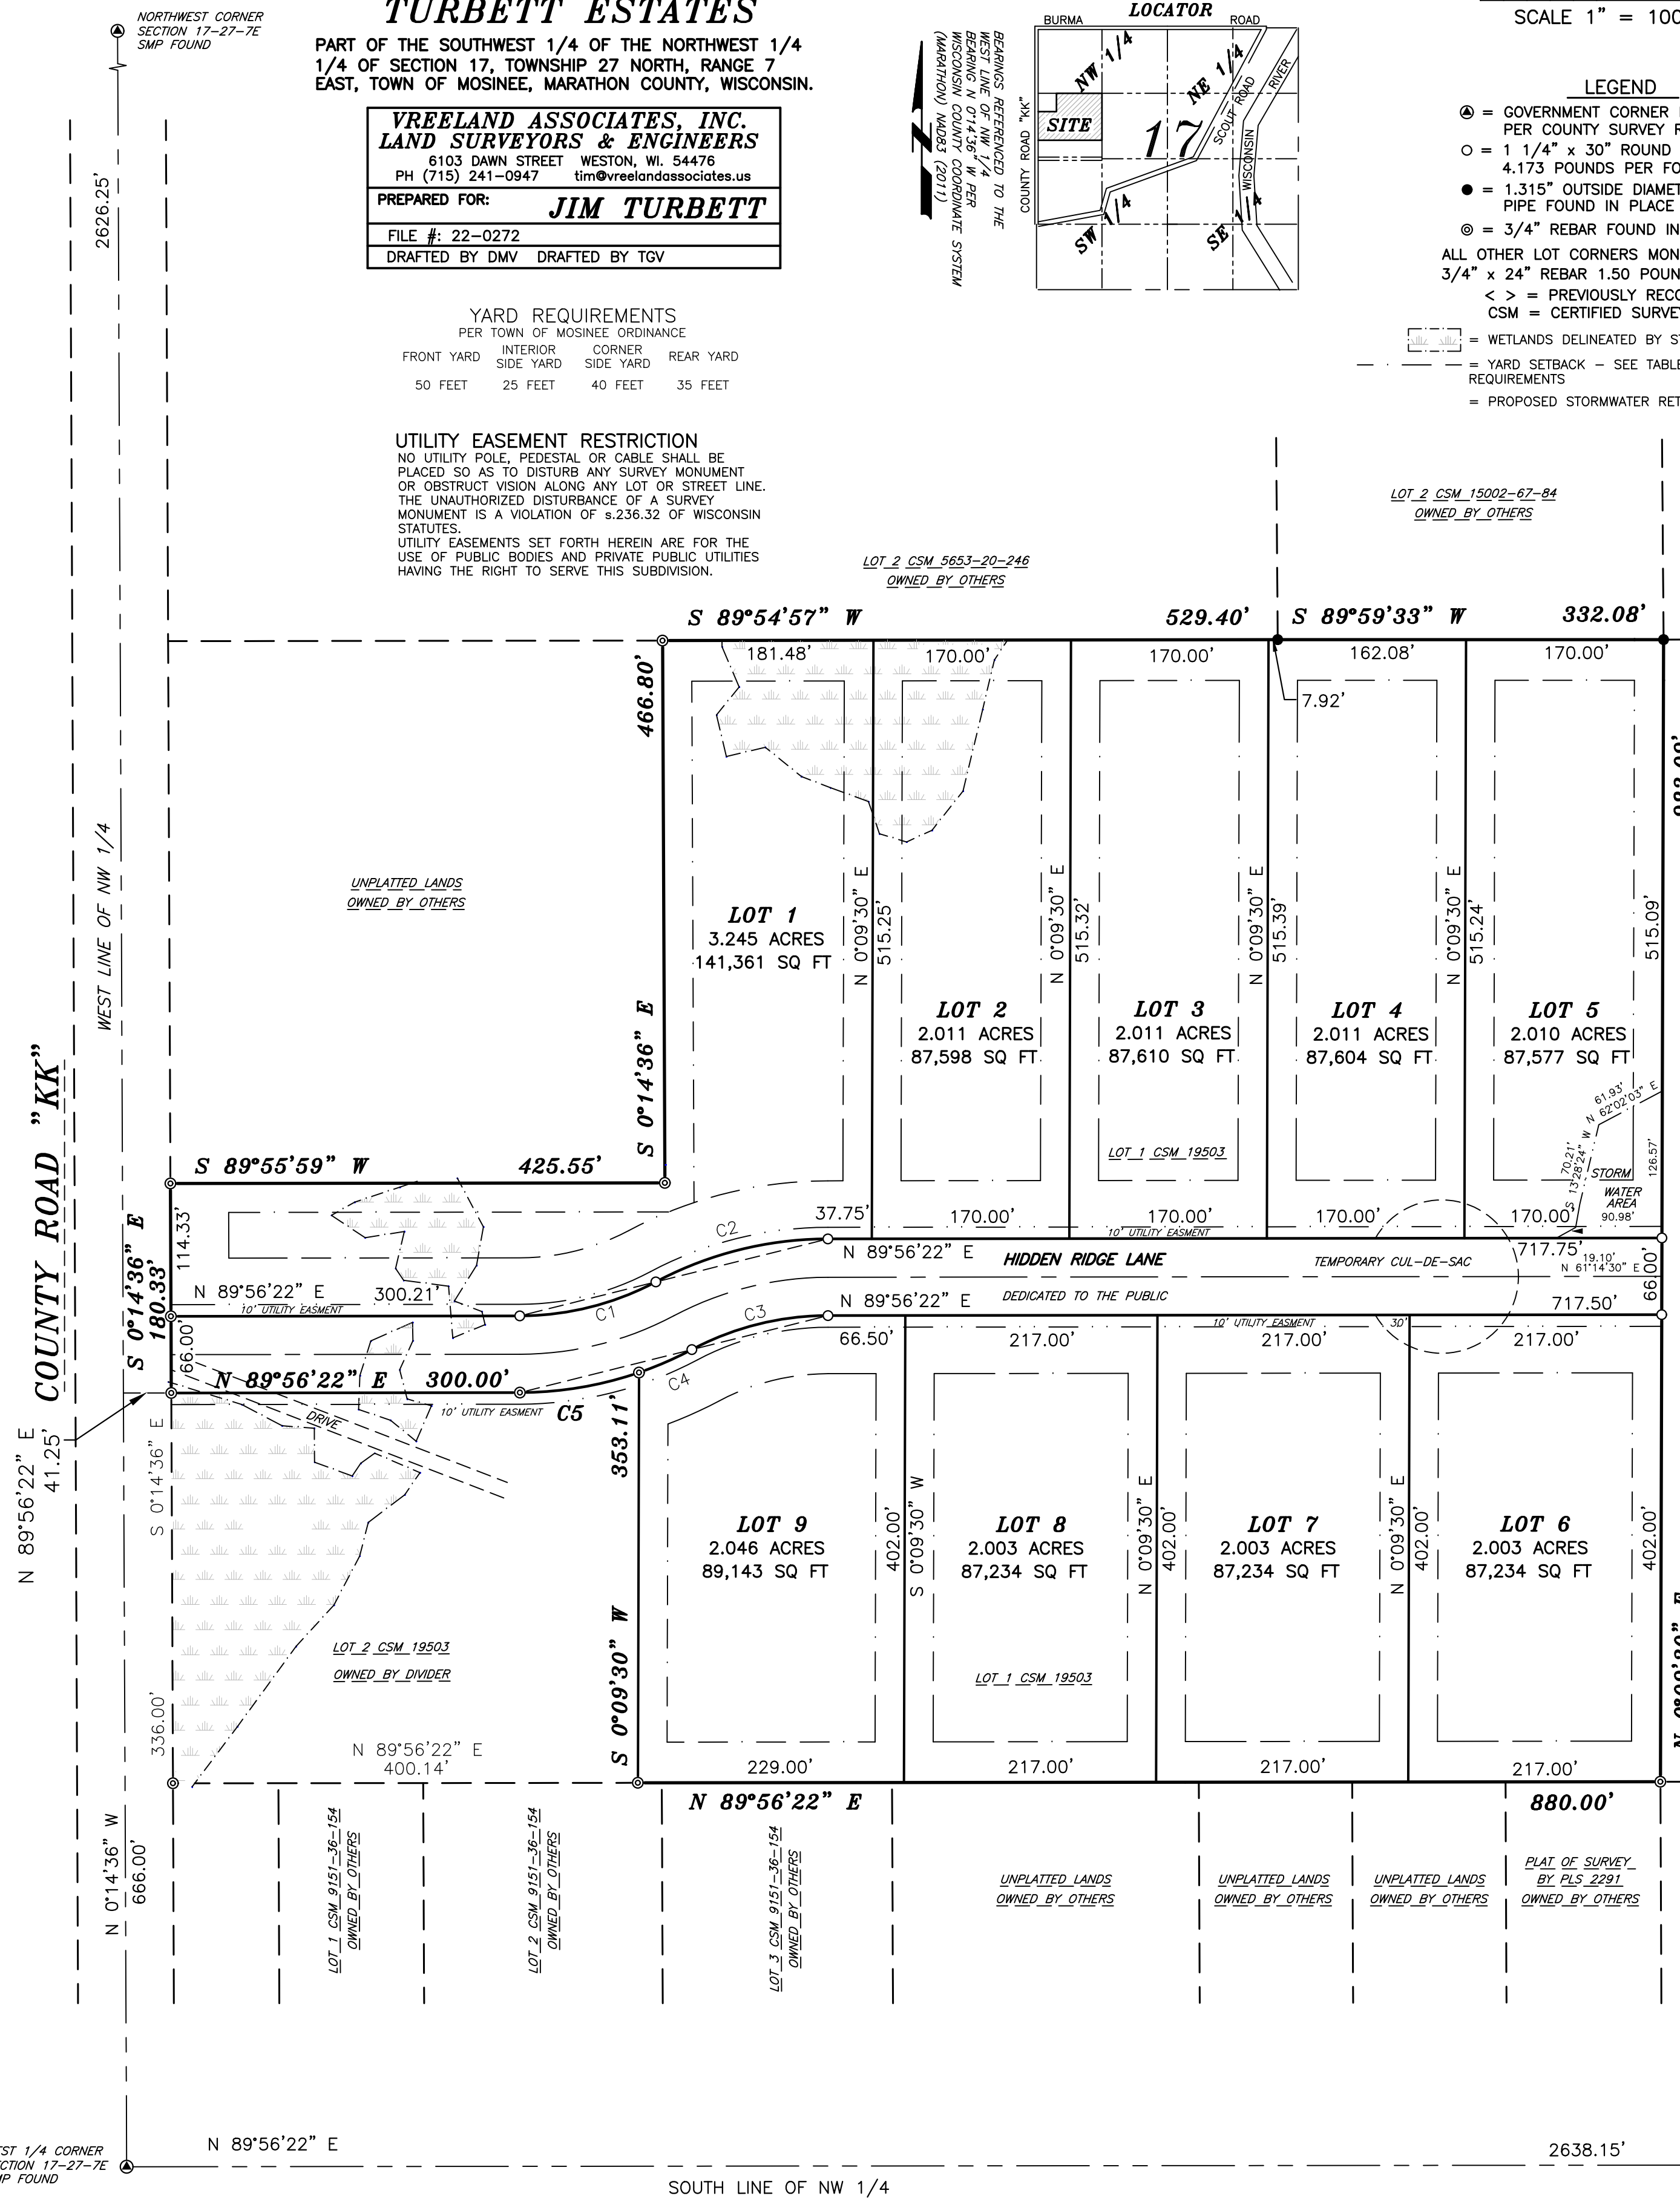 NORTHWEST CORNER
SECTION 17-27-7E
SMP FOUND
TURBETT ESTATES
PART OF THE SOUTHWEST 1/4 OF THE NORTHWEST 1/4
1/4 OF SECTION 17, TOWNSHIP 27 NORTH, RANGE 7
EAST, TOWN OF MOSINEE, MARATHON COUNTY, WISCONSIN.
VREELAND ASSOCIATES, INC.
LAND SURVEYORS & ENGINEERS
6103 DAWN STREET WESTON, WI. 54476
PH (715) 241-0947 tim@vreelandassociates.us
PREPARED FOR: JIM TURBETT
FILE #: 22-0272
DRAFTED BY DMV DRAFTED BY TGV
BEARINGS REFERENCED TO THE
WEST LINE OF NW 1/4
BEARING N 0°14'36" W PER
WISCONSIN COUNTY COORDINATE SYSTEM
(MARATHON) NAD83 (2011)
N
LOCATOR
BURMA ROAD
NW 1/4
NE 1/4
SITE
17
SCOUT ROAD
WISCONSIN RIVER
COUNTY ROAD "KK"
SW 1/4
SE 1/4
SCALE 1" = 100
LEGEND
= GOVERNMENT CORNER
PER COUNTY SURVEY
= 1 1/4" x 30" ROUND
4.173 POUNDS PER
= 1.315" OUTSIDE
PIPE FOUND IN PLACE
= 3/4" REBAR FOUND IN
ALL OTHER LOT CORNERS
3/4" x 24" REBAR 1.50
< > = PREVIOUSLY
CSM = CERTIFIED
= WETLANDS DELINEATED BY
= YARD SETBACK - SEE TABLE
REQUIREMENTS
= PROPOSED STORMWATER
2626.25'
YARD REQUIREMENTS
PER TOWN OF MOSINEE ORDINANCE
FRONT YARD INTERIOR SIDE YARD CORNER SIDE YARD REAR YARD
50 FEET 25 FEET 40 FEET 35 FEET
UTILITY EASEMENT RESTRICTION
NO UTILITY POLE, PEDESTAL OR CABLE SHALL BE
PLACED SO AS TO DISTURB ANY SURVEY MONUMENT
OR OBSTRUCT VISION ALONG ANY LOT OR STREET LINE.
THE UNAUTHORIZED DISTURBANCE OF A SURVEY
MONUMENT IS A VIOLATION OF s.236.32 OF WISCONSIN
STATUTES.
UTILITY EASEMENTS SET FORTH HEREIN ARE FOR THE
USE OF PUBLIC BODIES AND PRIVATE PUBLIC UTILITIES
HAVING THE RIGHT TO SERVE THIS SUBDIVISION.
LOT 2 CSM 5653-20-246
OWNED BY OTHERS
LOT 2 CSM 15002-67-84
OWNED BY OTHERS
S 89°54'57" W 529.40' S 89°59'33" W 332.08'
181.48' 170.00' 170.00' 162.08' 170.00'
7.92'
466.80'
S 0°14'36" E
WEST LINE OF NW 1/4
COUNTY ROAD "KK"
UNPLATTED LANDS
OWNED BY OTHERS
LOT 1
3.245 ACRES
141,361 SQ FT
N 0°09'30" E
515.25'
LOT 2
2.011 ACRES
87,598 SQ FT
N 0°09'30" E
515.32'
LOT 3
2.011 ACRES
87,610 SQ FT
LOT 1 CSM 19503
N 0°09'30" E
515.39'
LOT 4
2.011 ACRES
87,604 SQ FT
N 0°09'30" E
515.24'
LOT 5
2.010 ACRES
87,577 SQ FT
515.09'
61.93'
N 62°02'03" E
70.21'
S 13°28'24" W
STORM
WATER
AREA
90.98'
126.57'
S 89°55'59" W 425.55'
S 0°14'36" E
180.33'
114.33'
66.00'
N 89°56'22" E 300.21'
10' UTILITY EASMENT
C1
C2
37.75' 170.00' 170.00' 170.00' 170.00'
10' UTILITY EASMENT
N 89°56'22" E HIDDEN RIDGE LANE TEMPORARY CUL-DE-SAC 717.75'
19.10'
N 61°14'30" E
66.00'
DEDICATED TO THE PUBLIC
C3
N 89°56'22" E 717.50'
10' UTILITY EASEMENT 30'
66.50' 217.00' 217.00' 217.00'
N 89°56'22" E 300.00'
C4
C5
10' UTILITY EASMENT
DRIVE
N 89°56'22" E
41.25'
S 0°14'36" E
336.00'
353.11'
S 0°09'30" W
LOT 9
2.046 ACRES
89,143 SQ FT
402.00'
S 0°09'30" W
LOT 8
2.003 ACRES
87,234 SQ FT
LOT 1 CSM 19503
N 0°09'30" E
402.00'
LOT 7
2.003 ACRES
87,234 SQ FT
N 0°09'30" E
402.00'
LOT 6
2.003 ACRES
87,234 SQ FT
402.00'
LOT 2 CSM 19503
OWNED BY DIVIDER
N 89°56'22" E
400.14'
229.00' 217.00' 217.00' 217.00'
N 89°56'22" E 880.00'
N 0°14'36" W
666.00'
LOT 1 CSM 9151-36-154
OWNED BY OTHERS
LOT 2 CSM 9151-36-154
OWNED BY OTHERS
LOT 3 CSM 9151-36-154
OWNED BY OTHERS
UNPLATTED LANDS
OWNED BY OTHERS
UNPLATTED LANDS
OWNED BY OTHERS
UNPLATTED LANDS
OWNED BY OTHERS
PLAT OF SURVEY
BY PLS 2291
OWNED BY OTHERS
1/4 CORNER
17-27-7E
FOUND
N 89°56'22" E 2638.15'
SOUTH LINE OF NW 1/4